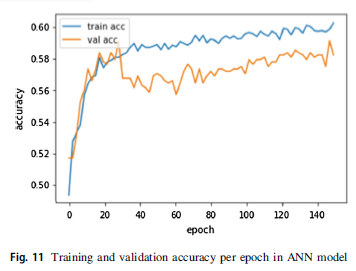 0.60
train acc
val acc
0.58
0.56
accuracy
0.54
0.52
0.50
0 20 40 60 80 100 120 140
epoch
Fig. 11 Training and validation accuracy per epoch in ANN model